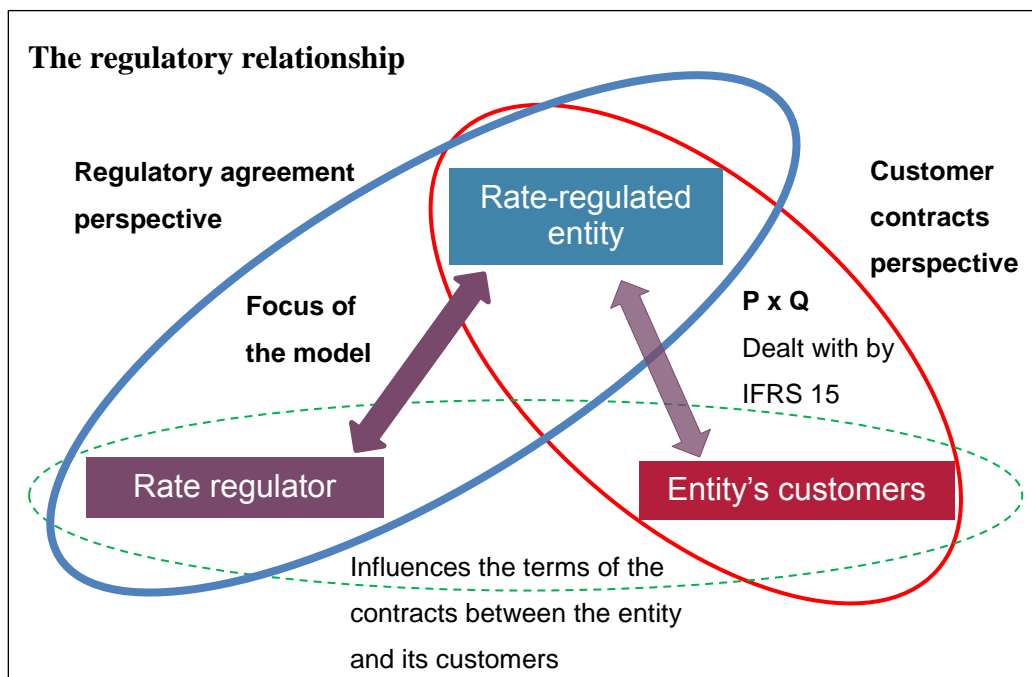 The regulatory relationship
Regulatory agreement
perspective
Rate-regulated
entity
Customer
contracts
perspective
Focus of
the model
P x Q
Dealt with by
IFRS 15
Rate regulator
Entity’s customers
Influences the terms of the
contracts between the entity
and its customers